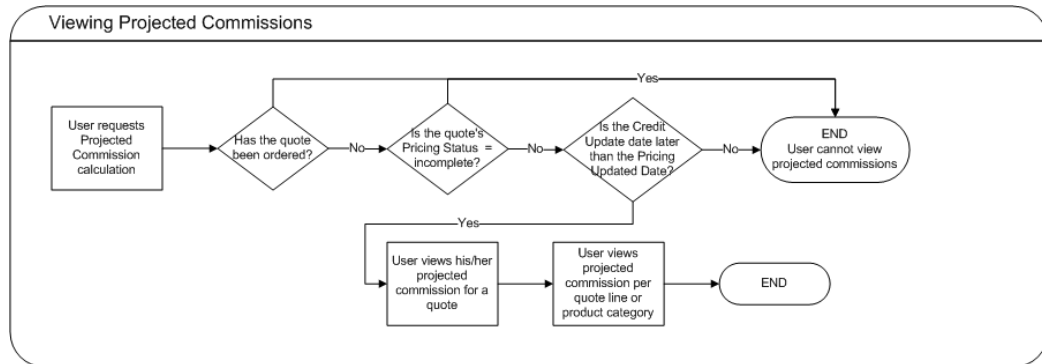 Viewing Projected Commissions
Yes
User requests
Projected
Commission
calculation
Has the quote
been ordered?
No
Is the quote's
Pricing Status =
incomplete?
No
Is the Credit
Update date later
than the Pricing
Updated Date?
No
END
User cannot view
projected commissions
Yes
User views his/her
projected
commission for a
quote
User views
projected
commission per
quote line or
product category
END